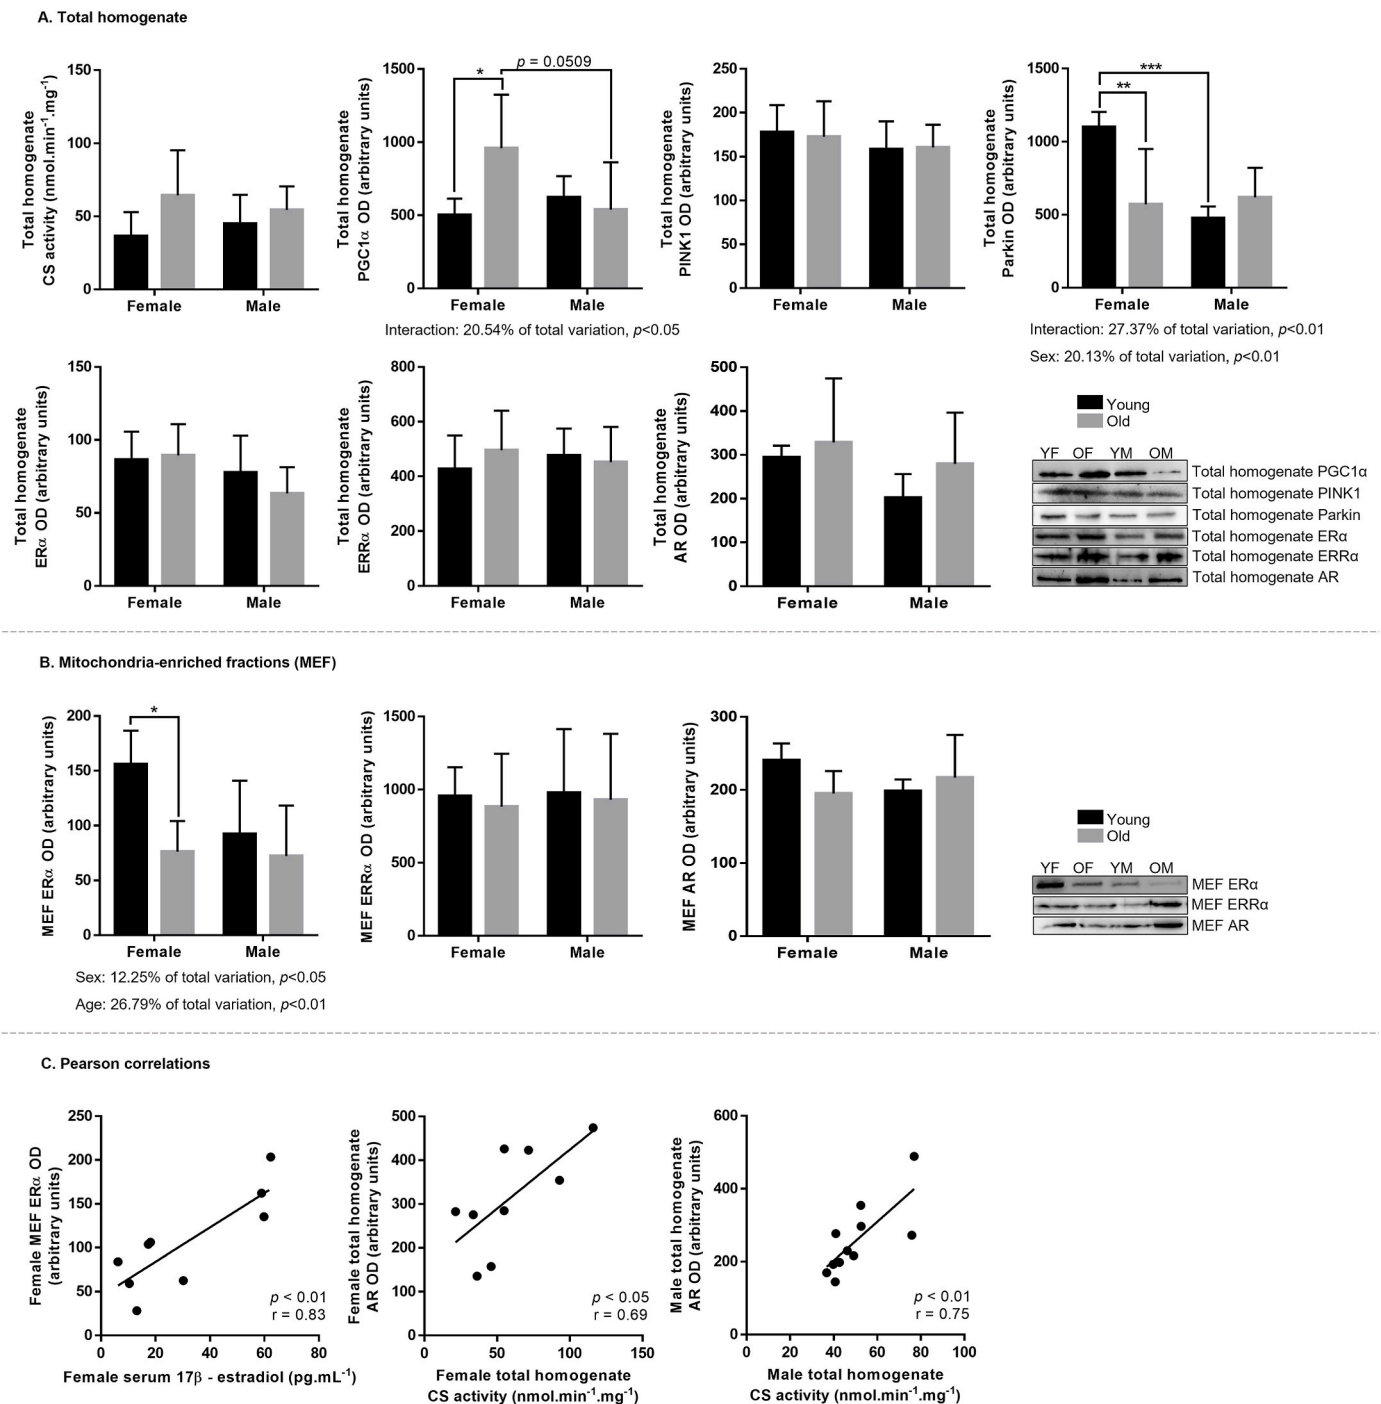 A. Total homogenate
Total homogenate
CS activity (nmol.min-1.mg-1)
150
100
50
0
Female
Male
Total homogenate
PGC1α OD (arbitrary units)
1500
1000
500
0
*
p = 0.0509
Female
Male
Interaction: 20.54% of total variation, p<0.05
Total homogenate
PINK1 OD (arbitrary units)
250
200
150
100
50
0
Female
Male
Total homogenate
Parkin OD (arbitrary units)
1500
1000
500
0
***
**
Female
Male
Interaction: 27.37% of total variation, p<0.01
Sex: 20.13% of total variation, p<0.01
Total homogenate
ERα OD (arbitrary units)
150
100
50
0
Female
Male
Total homogenate
ERRα OD (arbitrary units)
800
600
400
200
0
Female
Male
Total homogenate
AR OD (arbitrary units)
500
400
300
200
100
0
Female
Male
Young
Old
YF OF YM OM
Total homogenate PGC1α
Total homogenate PINK1
Total homogenate Parkin
Total homogenate ERα
Total homogenate ERRα
Total homogenate AR
B. Mitochondria-enriched fractions (MEF)
MEF ERα OD (arbitrary units)
200
150
100
50
0
*
Female
Male
Sex: 12.25% of total variation, p<0.05
Age: 26.79% of total variation, p<0.01
MEF ERRα OD (arbitrary units)
1500
1000
500
0
Female
Male
MEF AR OD (arbitrary units)
300
200
100
0
Female
Male
Young
Old
YF OF YM OM
MEF ERα
MEF ERRα
MEF AR
C. Pearson correlations
Female MEF ERα OD
(arbitrary units)
250
200
150
100
50
0
0 20 40 60 80
p < 0.01
r = 0.83
Female serum 17β - estradiol (pg.mL-1)
Female total homogenate
AR OD (arbitrary units)
500
400
300
200
100
0
0 50 100 150
p < 0.05
r = 0.69
Female total homogenate
CS activity (nmol.min-1.mg-1)
Male total homogenate
AR OD (arbitrary units)
600
400
200
0
0 20 40 60 80 100
p < 0.01
r = 0.75
Male total homogenate
CS activity (nmol.min-1.mg-1)